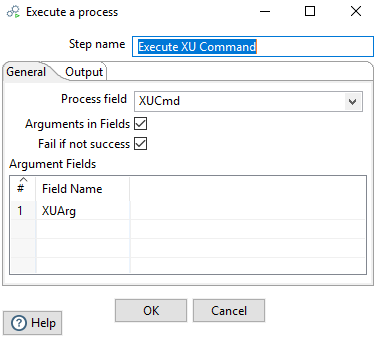 Execute a process
Step name Execute XU Command
General Output
Process field XUCmd
Arguments in Fields
Fail if not success
Argument Fields
# Field Name
1 XUArg
OK Cancel
Help